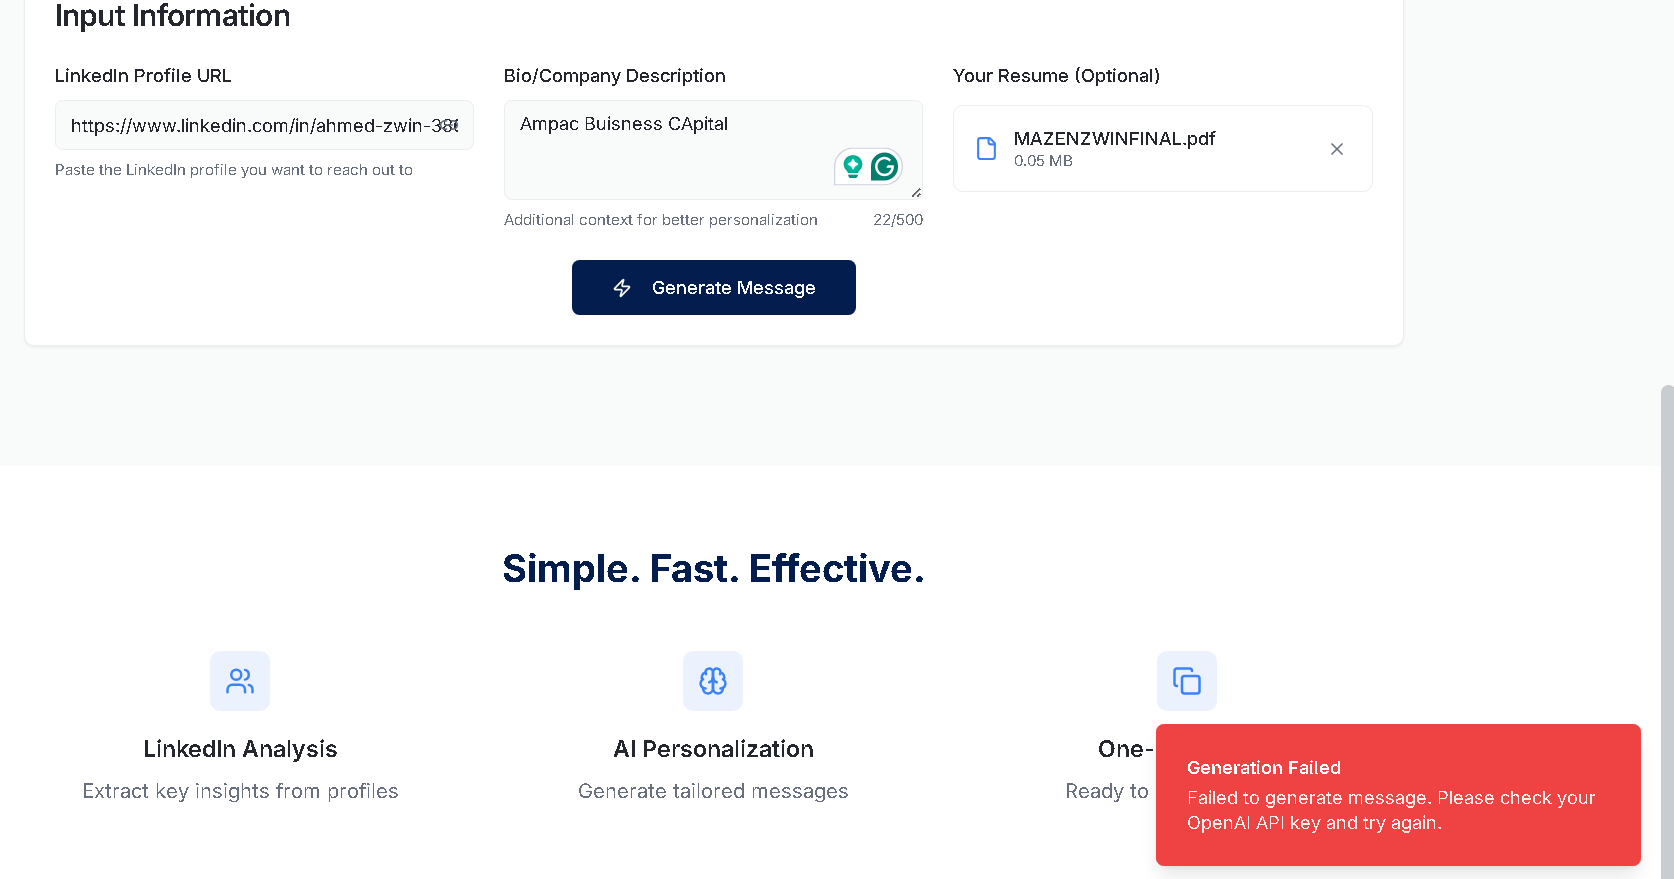 Input Information
LinkedIn Profile URL
https://www.linkedin.com/in/ahmed-zwin-
Paste the LinkedIn profile you want to reach out to
Bio/Company Description
Ampac Buisness CApital
Additional context for better personalization
22/500
Your Resume (Optional)
MAZENZWINFINAL.pdf
0.05 MB
Generate Message
Simple. Fast. Effective.
LinkedIn Analysis
Extract key insights from profiles
AI Personalization
Generate tailored messages
One-
Ready to
Generation Failed
Failed to generate message. Please check your
OpenAI API key and try again.